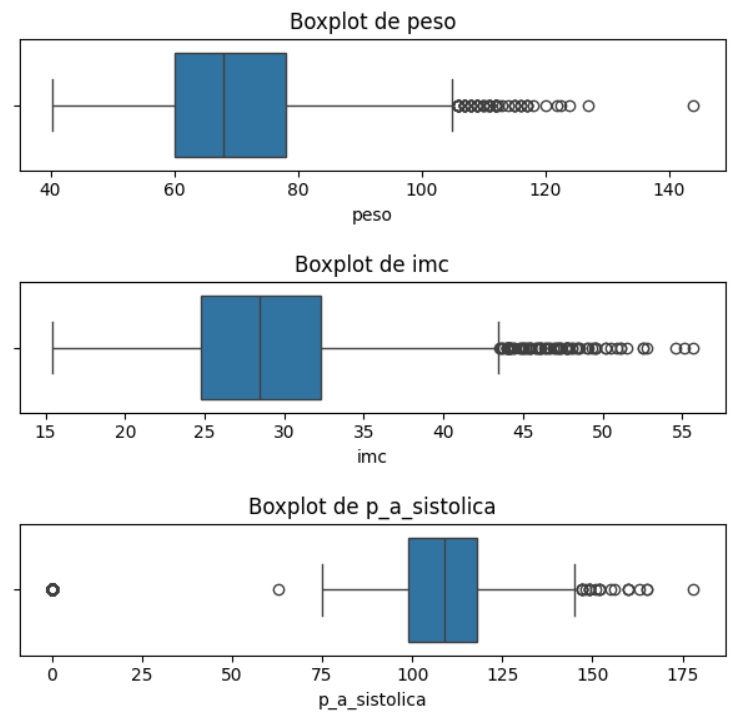 Boxplot de peso
40 60 80 100 120 140
peso
Boxplot de imc
15 20 25 30 35 40 45 50 55
imc
Boxplot de p_a_sistolica
0 25 50 75 100 125 150 175
p_a_sistolica